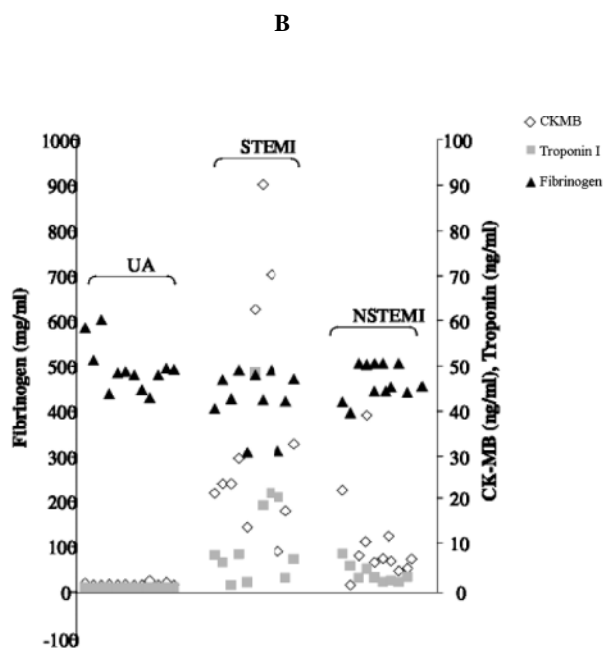 B
CKMB
Troponin I
Fibrinogen
STEMI
UA
NSTEMI
Fibrinogen (mg/ml)
1000
900
800
700
600
500
400
300
200
100
0
-100
CK-MB (ng/ml), Troponin (ng/ml)
100
90
80
70
60
50
40
30
20
10
0